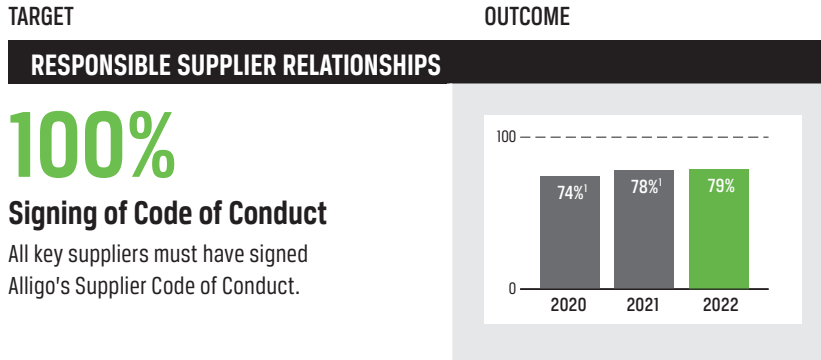 TARGET
OUTCOME
RESPONSIBLE SUPPLIER RELATIONSHIPS
100%
Signing of Code of Conduct
All key suppliers must have signed
Alligo's Supplier Code of Conduct.
100
74%¹
78%¹
79%
0
2020
2021
2022